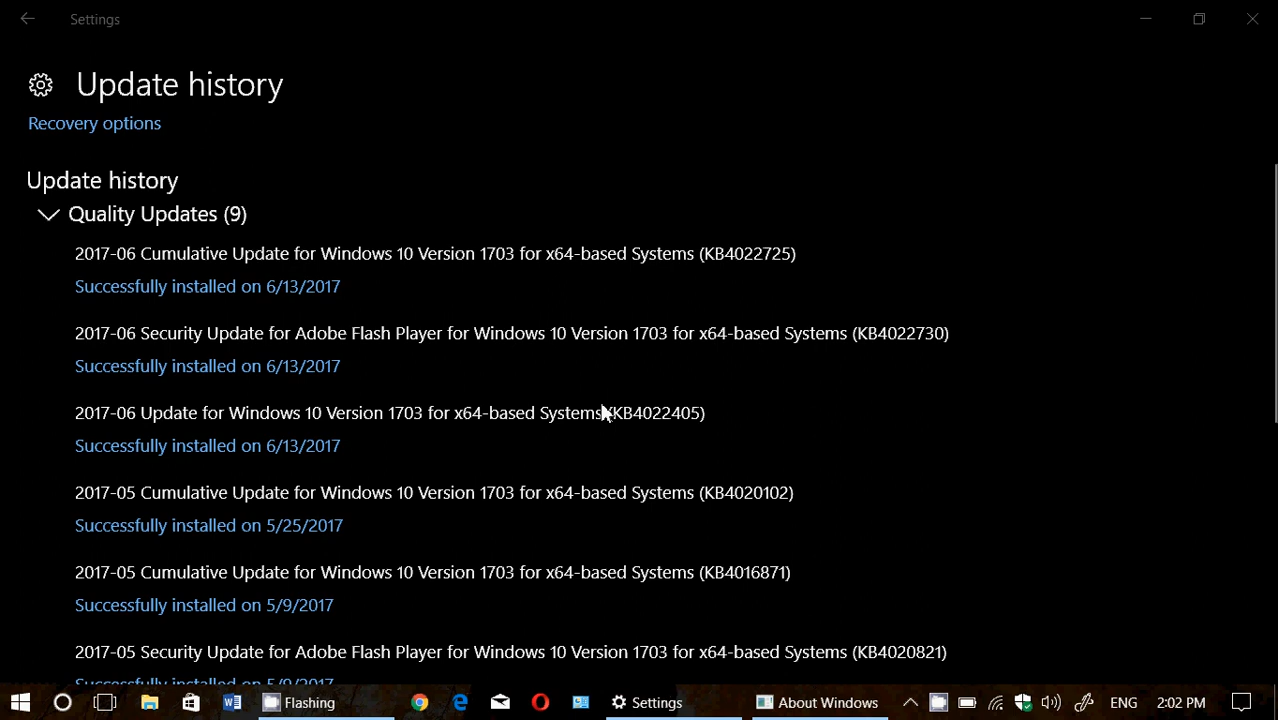 Settings
Update history
Recovery options
Update history
Quality Updates (9)
2017-06 Cumulative Update for Windows 10 Version 1703 for x64-based Systems (KB4022725)
Successfully installed on 6/13/2017
2017-06 Security Update for Adobe Flash Player for Windows 10 Version 1703 for x64-based Systems (KB4022730)
Successfully installed on 6/13/2017
2017-06 Update for Windows 10 Version 1703 for x64-based Systems (KB4022405)
Successfully installed on 6/13/2017
2017-05 Cumulative Update for Windows 10 Version 1703 for x64-based Systems (KB4020102)
Successfully installed on 5/25/2017
2017-05 Cumulative Update for Windows 10 Version 1703 for x64-based Systems (KB4016871)
Successfully installed on 5/9/2017
2017-05 Security Update for Adobe Flash Player for Windows 10 Version 1703 for x64-based Systems (KB4020821)
Successfully installed on 5/9/2017
Flashing Settings About Windows ENG 2:02 PM